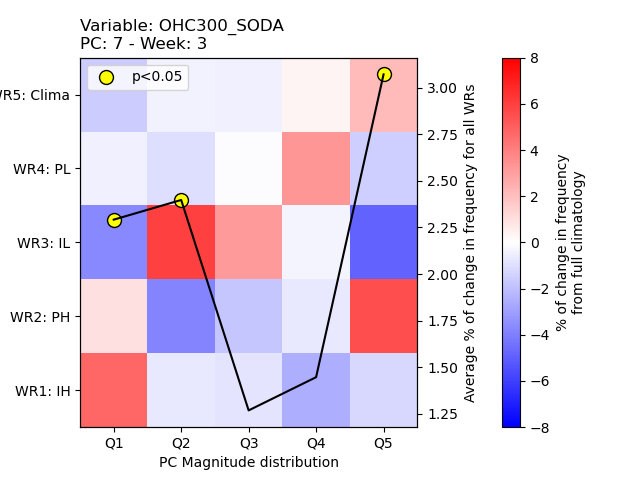 Variable: OHC300_SODA
PC: 7 - Week: 3
p<0.05
WR5: Clima
WR4: PL
WR3: IL
WR2: PH
WR1: IH
Q1 Q2 Q3 Q4 Q5
PC Magnitude distribution
3.00
2.75
2.50
2.25
2.00
1.75
1.50
1.25
Average % of change in frequency for all WRs
8
6
4
2
0
−2
−4
−6
−8
% of change in frequency
from full climatology